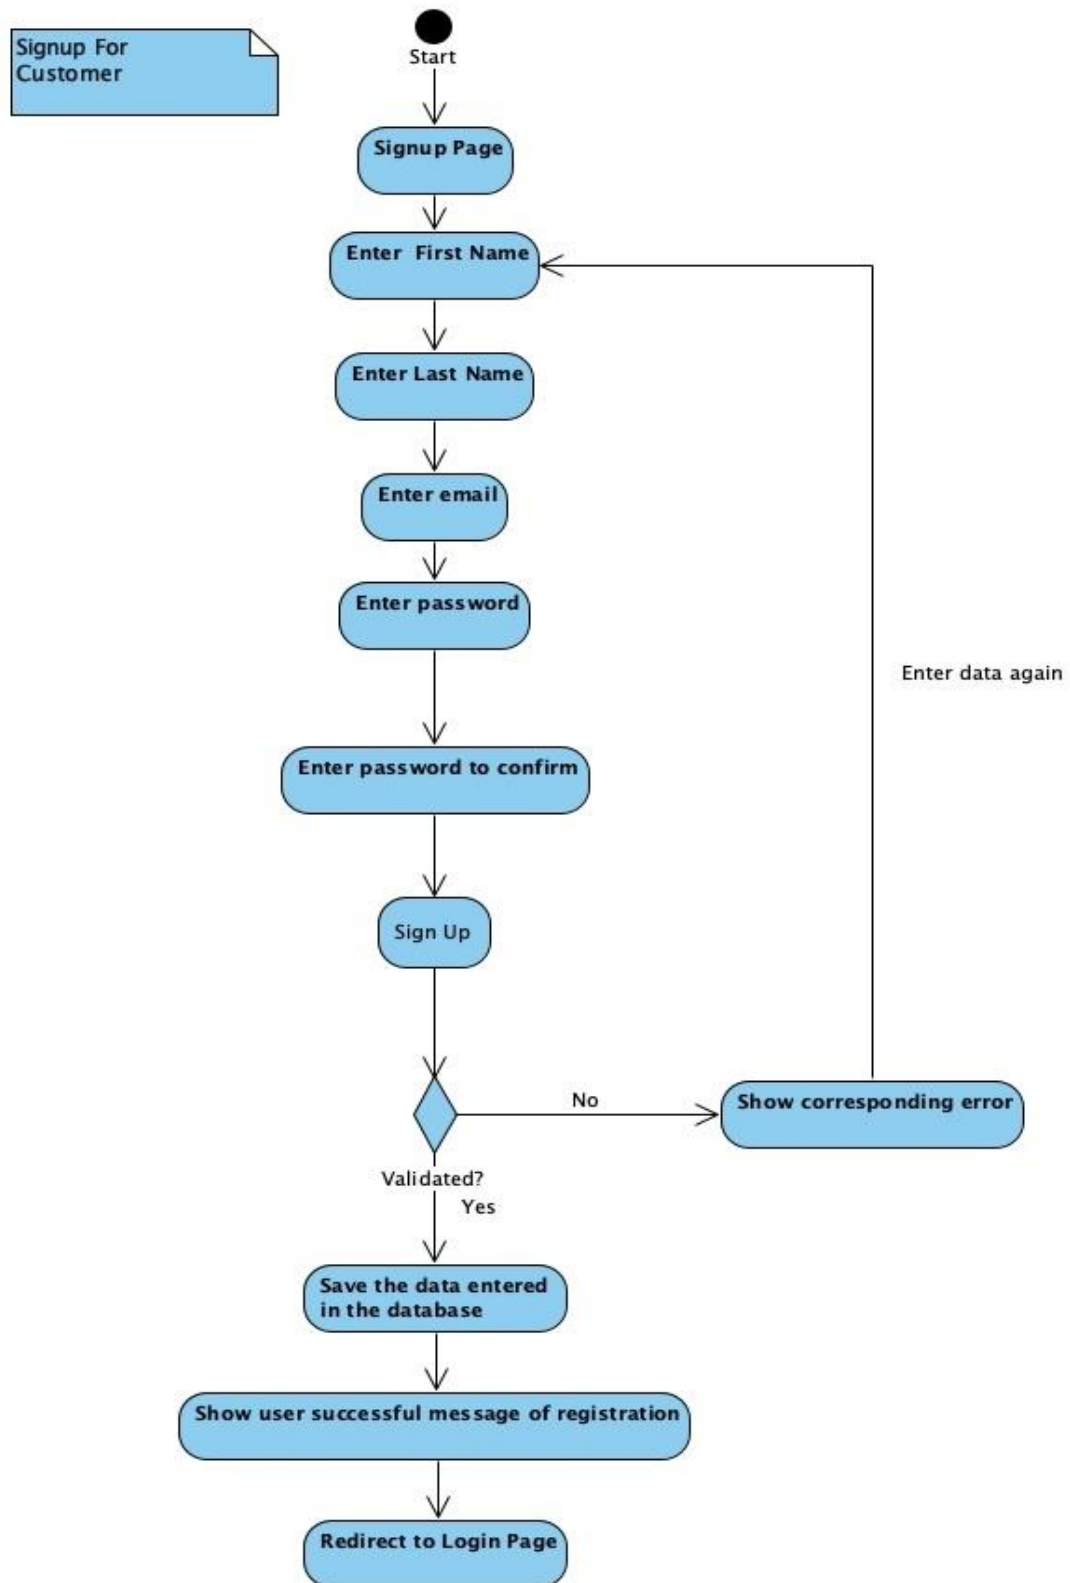 Signup For
Customer
Start
Signup Page
Enter First Name
Enter Last Name
Enter email
Enter password
Enter data again
Enter password to confirm
Sign Up
No
Show corresponding error
Validated?
Yes
Save the data entered
in the database
Show user successful message of registration
Redirect to Login Page